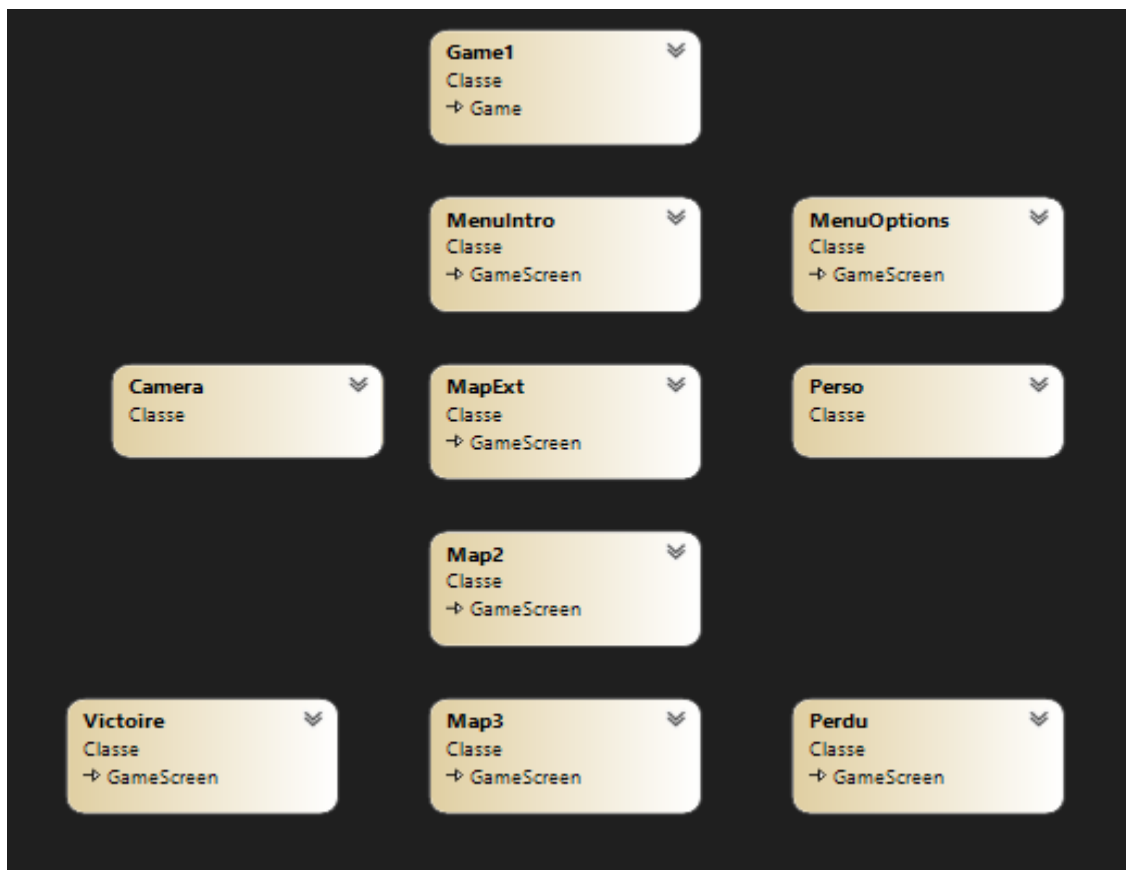 Game1
Classe
Game
MenuIntro
Classe
GameScreen
MenuOptions
Classe
GameScreen
Camera
Classe
MapExt
Classe
GameScreen
Perso
Classe
Map2
Classe
GameScreen
Victoire
Classe
GameScreen
Map3
Classe
GameScreen
Perdu
Classe
GameScreen